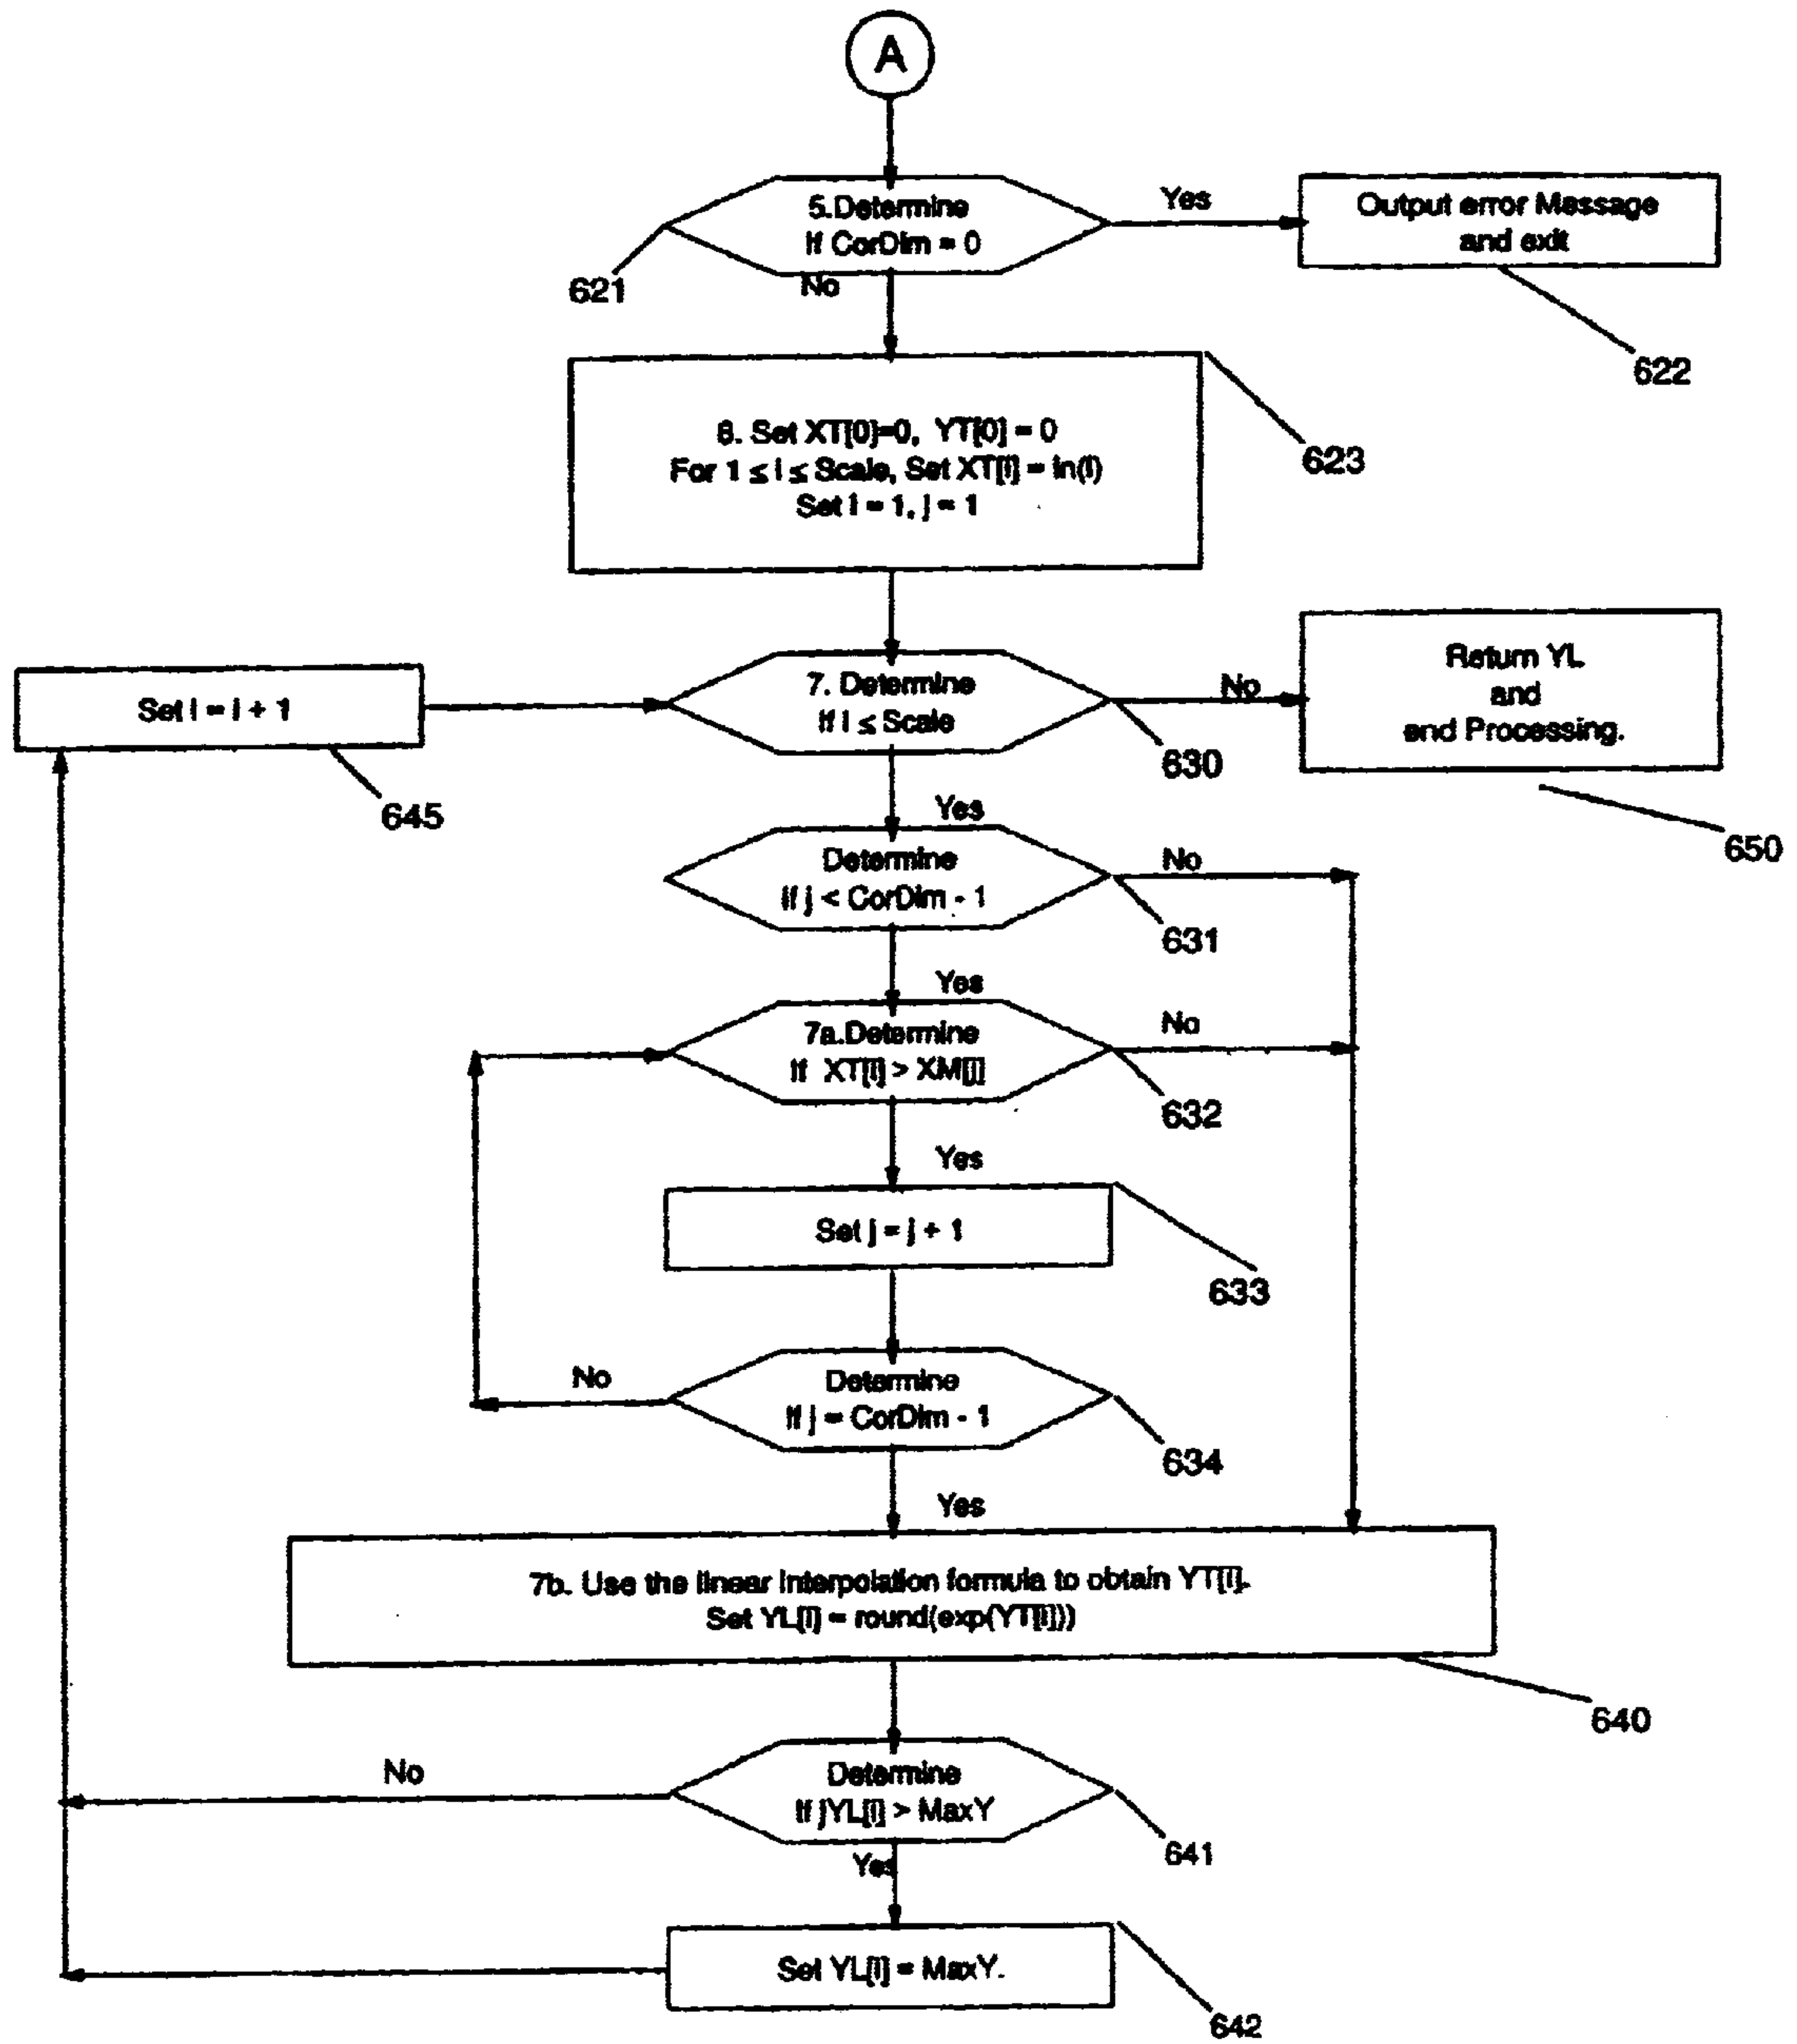 A
5.Determine
If CorDim = 0
Yes
Output error Message
and exit
621
No
622
6. Set XT[0]=0, YT[0] = 0
For 1 ≤ i ≤ Scale, Set XT[i] = ln(i)
Set i = 1, j = 1
623
Set i = i + 1
645
7. Determine
if i ≤ Scale
No
630
Return YL
and
end Processing.
650
Yes
Determine
if j < CorDim - 1
No
631
Yes
7a.Determine
If XT[i] > XM[j]
No
632
Yes
Set j = j + 1
633
No
Determine
If j = CorDim - 1
634
Yes
7b. Use the linear interpolation formula to obtain YT[i].
Set YL[i] = round(exp(YT[i]))
640
No
Determine
If jYL[i] > MaxY
641
Yes
Set YL[i] = MaxY.
642